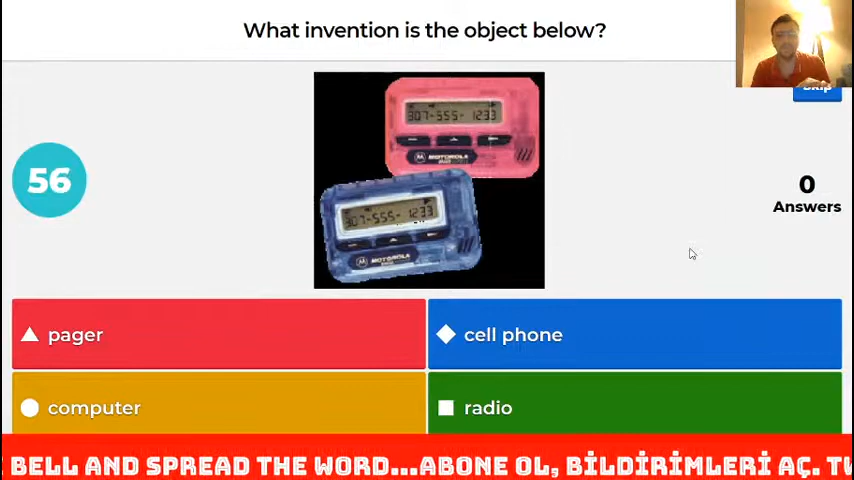 What invention is the object below?
Skip
307-555-1233
MOTOROLA
307-555-1233
MOTOROLA
56
0
Answers
pager
cell phone
computer
radio
BELL AND SPREAD THE WORD...ABONE OL, BİLDİRİMLERİ AÇ. TW